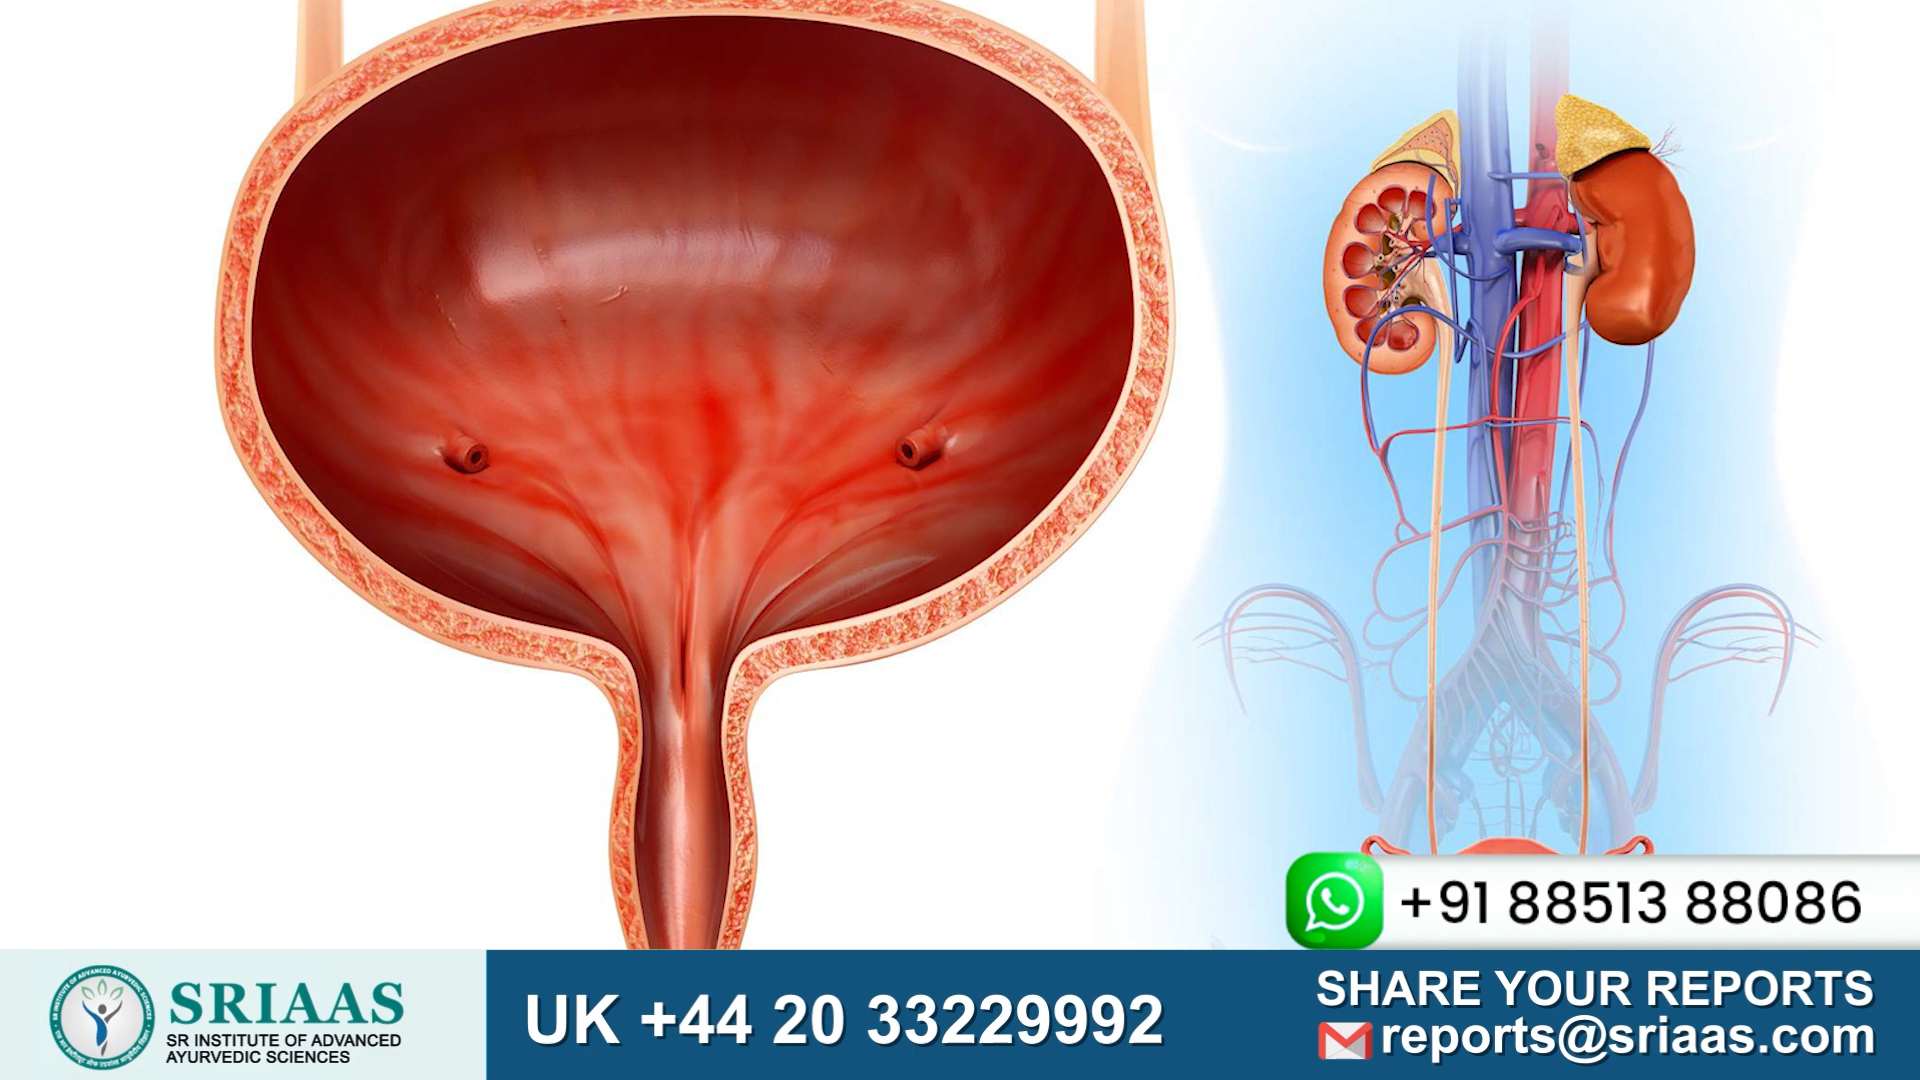 +91 88513 88086
SRIAAS
SR INSTITUTE OF ADVANCED
AYURVEDIC SCIENCES
UK +44 20 33229992
SHARE YOUR REPORTS
reports@sriaas.com